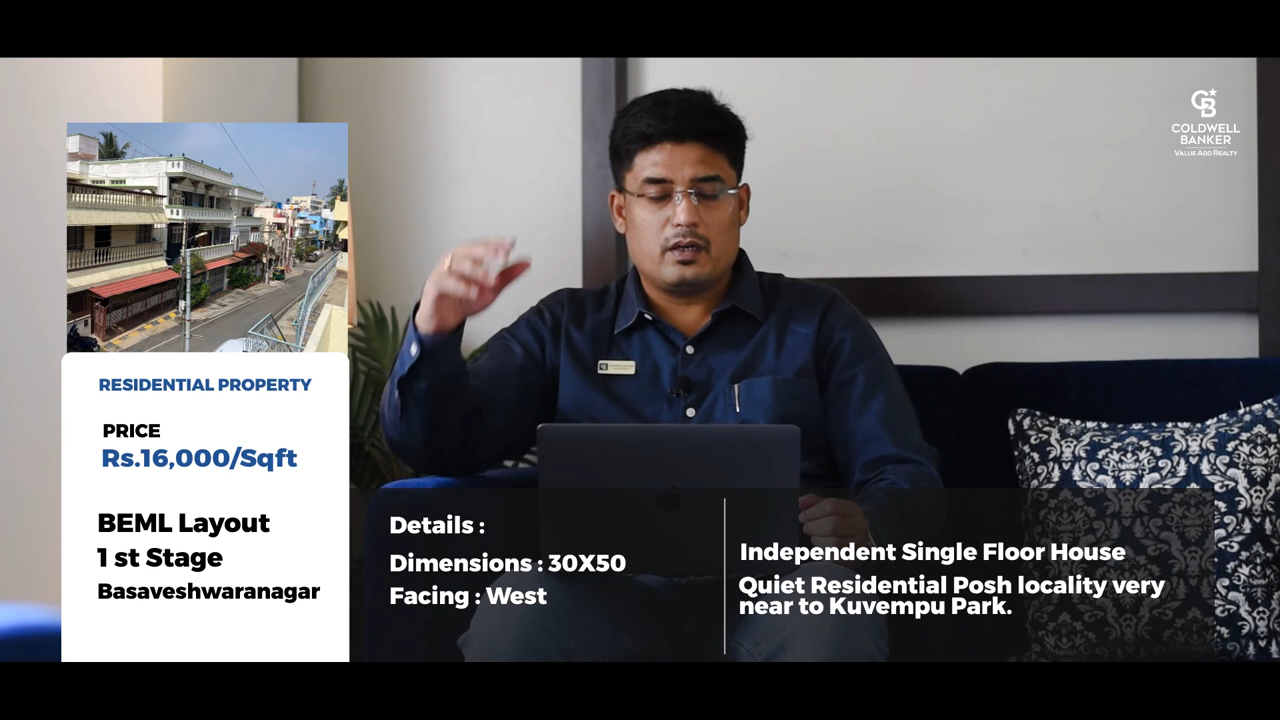 COLDWELL
BANKER
VALUE ADD REALTY
RESIDENTIAL PROPERTY
PRICE
Rs.16,000/Sqft
BEML Layout
1 st Stage
Basaveshwaranagar
Details :
Dimensions : 30X50
Facing : West
Independent Single Floor House
Quiet Residential Posh locality very
near to Kuvempu Park.